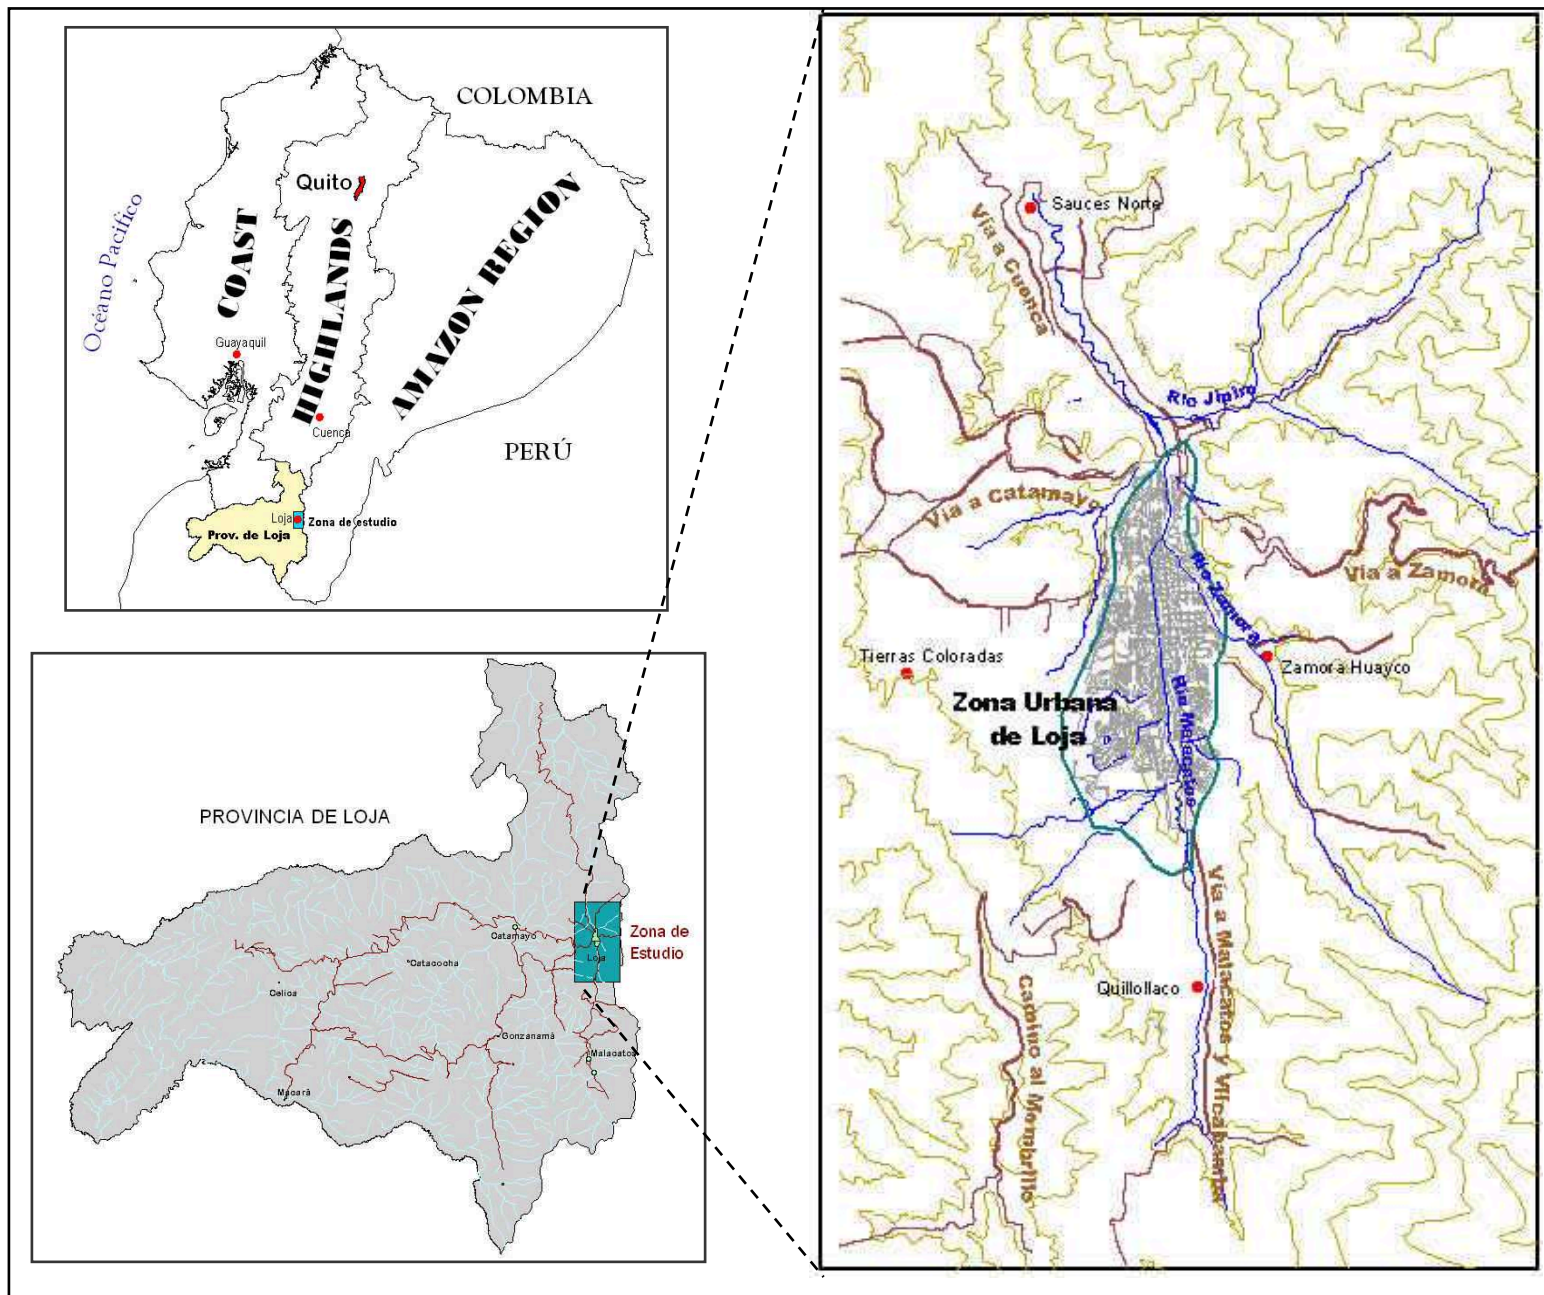 COLOMBIA
Quito
Océano Pacífico
COAST
HIGHLANDS
AMAZON REGION
Guayaquil
Cuenca
PERÚ
Loja
Zona de estudio
Prov. de Loja
PROVINCIA DE LOJA
Catamayo
Zona de
Estudio
Loja
Catacocha
Celica
Gonzanamá
Malacatos
Macará
Sauces Norte
Vía a Cuenca
Río Jipiro
Vía a Catamayo
Vía a Zamora
Río Zamora
Tierras Coloradas
Zamora Huayco
Zona Urbana
de Loja
Río Malacatos
Vía a Malacatos y Vilcabamba
Quillollaco
Camino al Membrillo